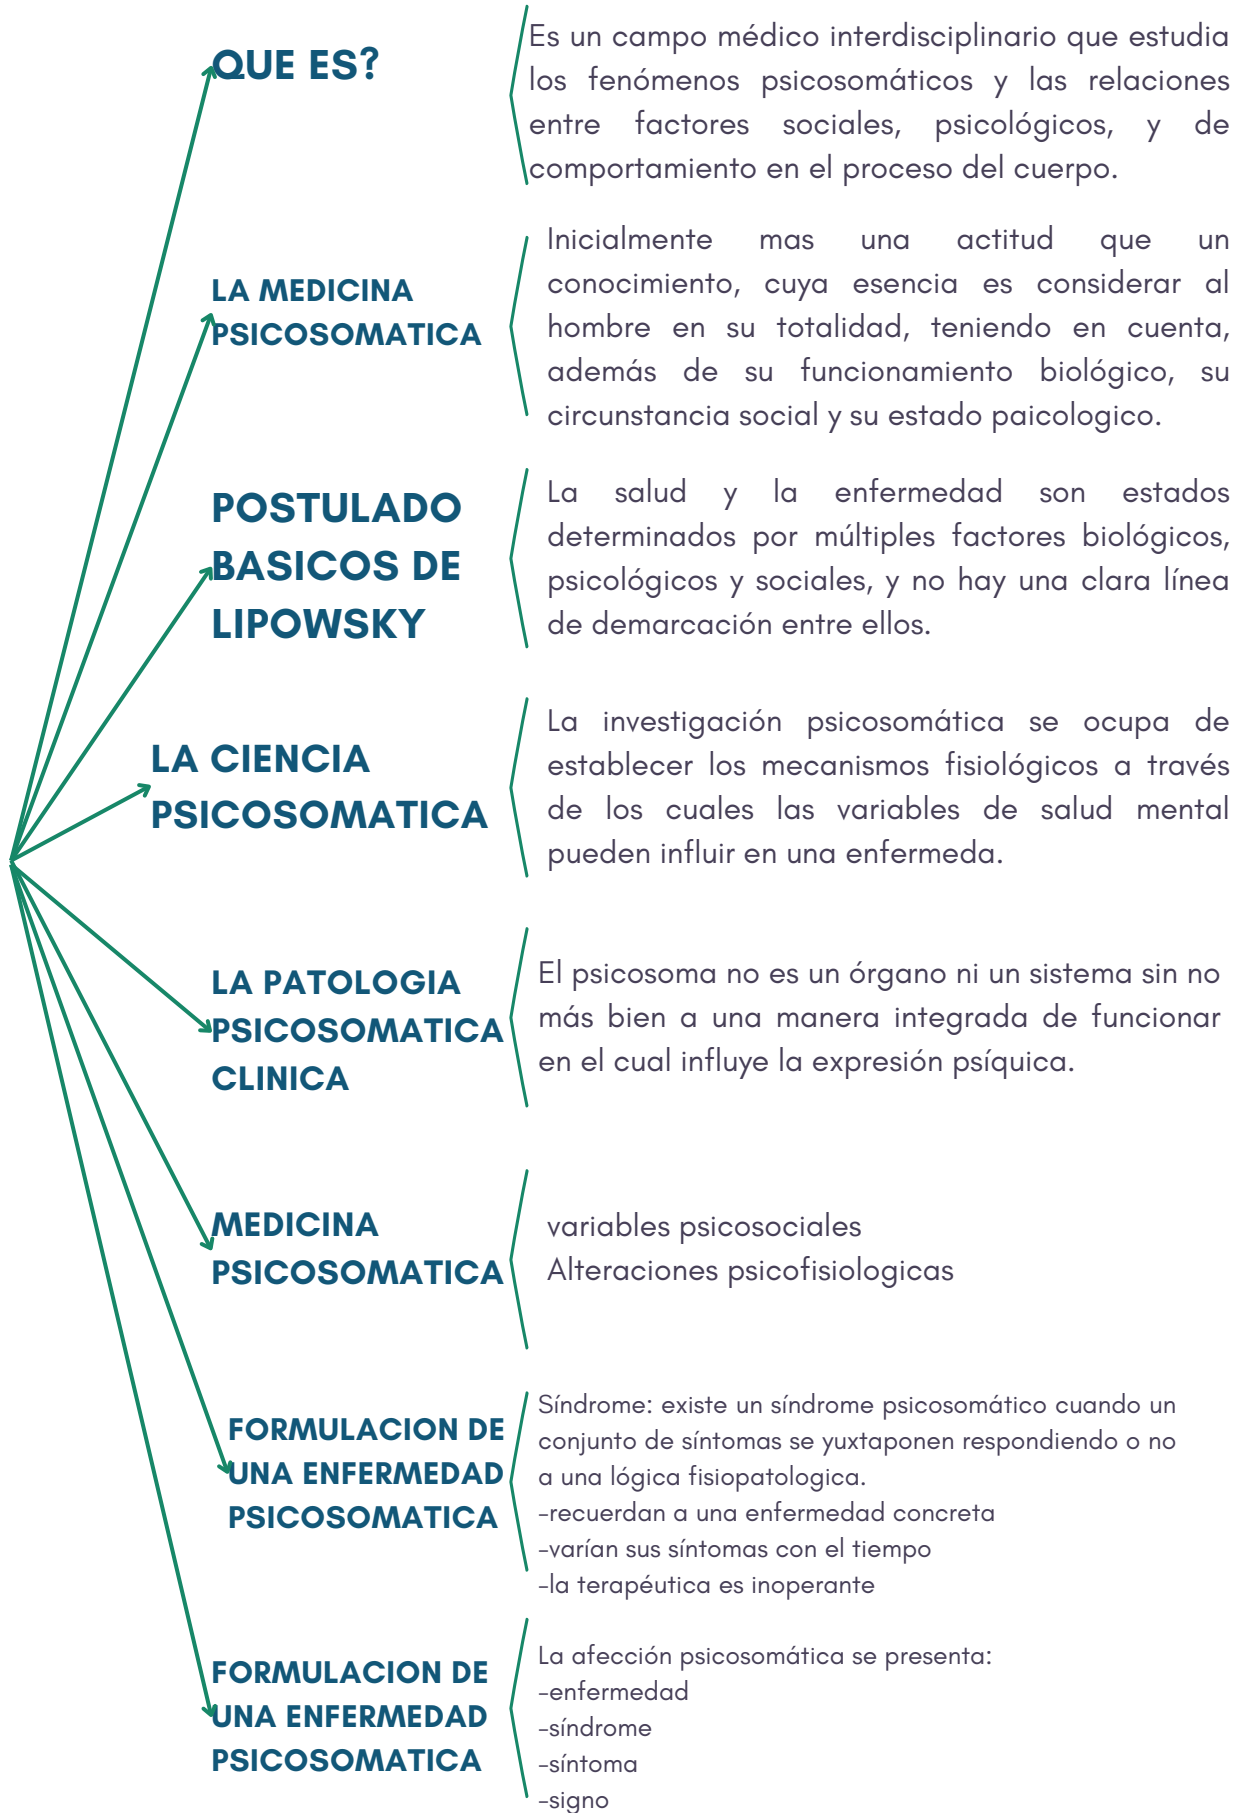 QUE ES?
Es un campo médico interdisciplinario que estudia
los fenómenos psicosomáticos y las relaciones
entre factores sociales, psicológicos, y de
comportamiento en el proceso del cuerpo.
LA MEDICINA
PSICOSOMATICA
Inicialmente mas una actitud que un
conocimiento, cuya esencia es considerar al
hombre en su totalidad, teniendo en cuenta,
además de su funcionamiento biológico, su
circunstancia social y su estado paicologico.
POSTULADO
BASICOS DE
LIPOWSKY
La salud y la enfermedad son estados
determinados por múltiples factores biológicos,
psicológicos y sociales, y no hay una clara línea
de demarcación entre ellos.
LA CIENCIA
PSICOSOMATICA
La investigación psicosomática se ocupa de
establecer los mecanismos fisiológicos a través
de los cuales las variables de salud mental
pueden influir en una enfermeda.
LA PATOLOGIA
PSICOSOMATICA
CLINICA
El psicosoma no es un órgano ni un sistema sin no
más bien a una manera integrada de funcionar
en el cual influye la expresión psíquica.
MEDICINA
PSICOSOMATICA
variables psicosociales
Alteraciones psicofisiologicas
FORMULACION DE
UNA ENFERMEDAD
PSICOSOMATICA
Síndrome: existe un síndrome psicosomático cuando un
conjunto de síntomas se yuxtaponen respondiendo o no
a una lógica fisiopatologica.
-recuerdan a una enfermedad concreta
-varían sus síntomas con el tiempo
-la terapéutica es inoperante
FORMULACION DE
UNA ENFERMEDAD
PSICOSOMATICA
La afección psicosomática se presenta:
-enfermedad
-síndrome
-síntoma
-signo